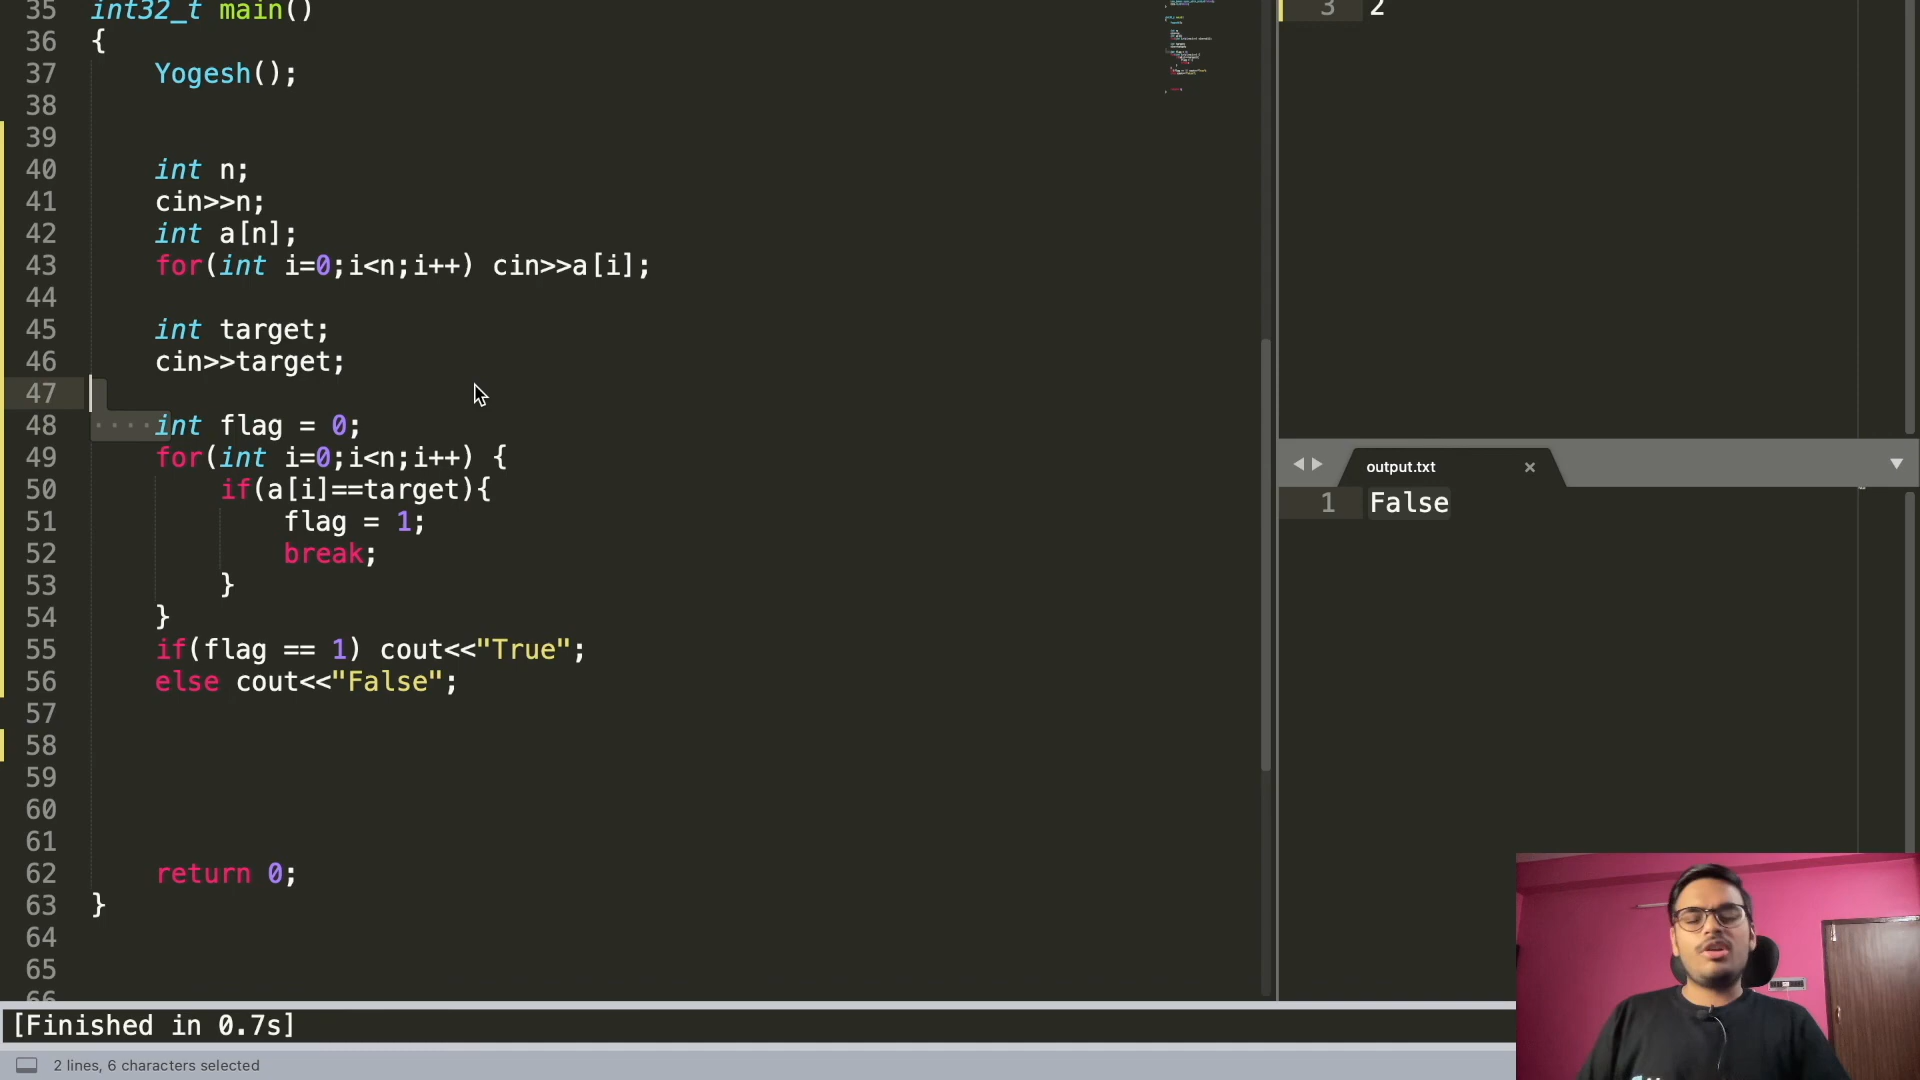 35 int32_t main()
36 {
37 Yogesh();
38
39
40 int n;
41 cin>>n;
42 int a[n];
43 for(int i=0;i<n;i++) cin>>a[i];
44
45 int target;
46 cin>>target;
47
48 int flag = 0;
49 for(int i=0;i<n;i++) {
50 if(a[i]==target){
51 flag = 1;
52 break;
53 }
54 }
55 if(flag == 1) cout<<"True";
56 else cout<<"False";
57
58
59
60
61
62 return 0;
63 }
64
65
66
3 2
output.txt
1 False
[Finished in 0.7s]
2 lines, 6 characters selected